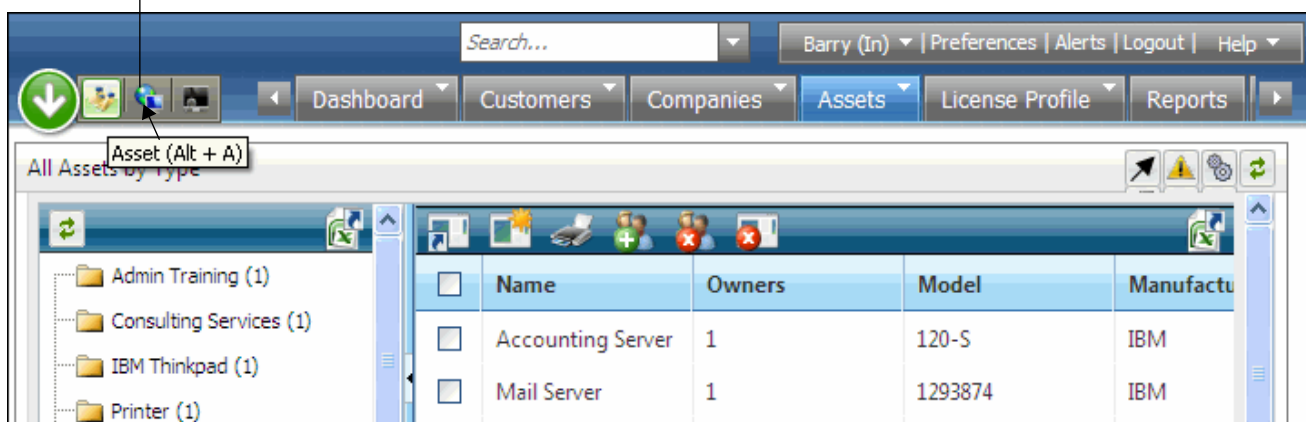 Search...
Barry (In) | Preferences | Alerts | Logout | Help
Dashboard Customers Companies Assets License Profile Reports
Asset (Alt + A)
All Assets by Type
Admin Training (1)
Consulting Services (1)
IBM Thinkpad (1)
Printer (1)
Name Owners Model Manufactu
Accounting Server 1 120-S IBM
Mail Server 1 1293874 IBM